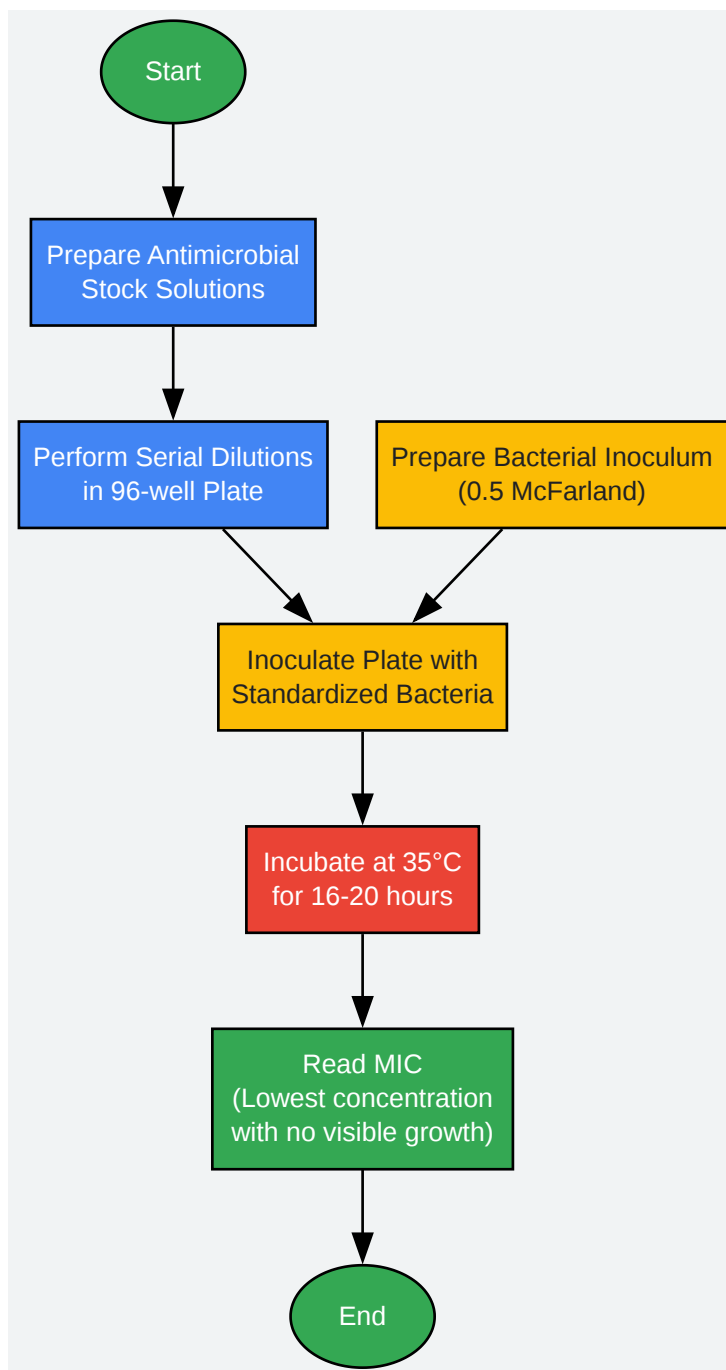 Start
Prepare Antimicrobial
Stock Solutions
Perform Serial Dilutions
in 96-well Plate
Prepare Bacterial Inoculum
(0.5 McFarland)
Inoculate Plate with
Standardized Bacteria
Incubate at 35°C
for 16-20 hours
Read MIC
(Lowest concentration
with no visible growth)
End